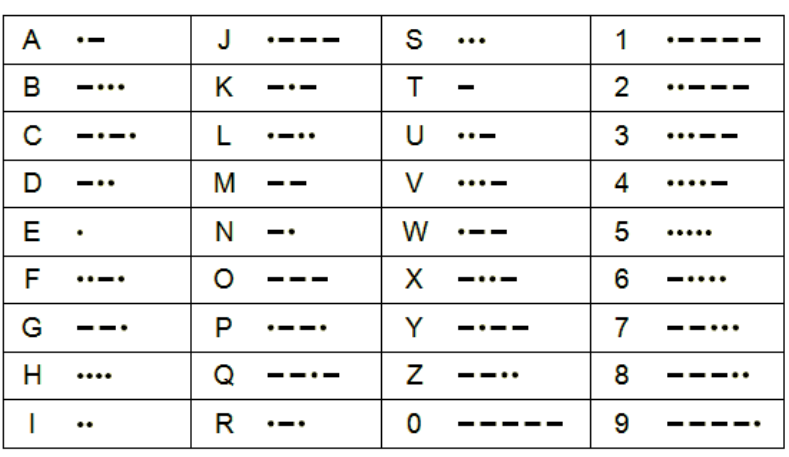 A ·− J ·−−− S ··· 1 ·−−−−
B −··· K −·− T − 2 ··−−−
C −·−· L ·−·· U ··− 3 ···−−
D −·· M −− V ···− 4 ····−
E · N −· W ·−− 5 ·····
F ··−· O −−− X −··− 6 −····
G −−· P ·−−· Y −·−− 7 −−···
H ···· Q −−·− Z −−·· 8 −−−··
I ·· R ·−· 0 −−−−− 9 −−−−·